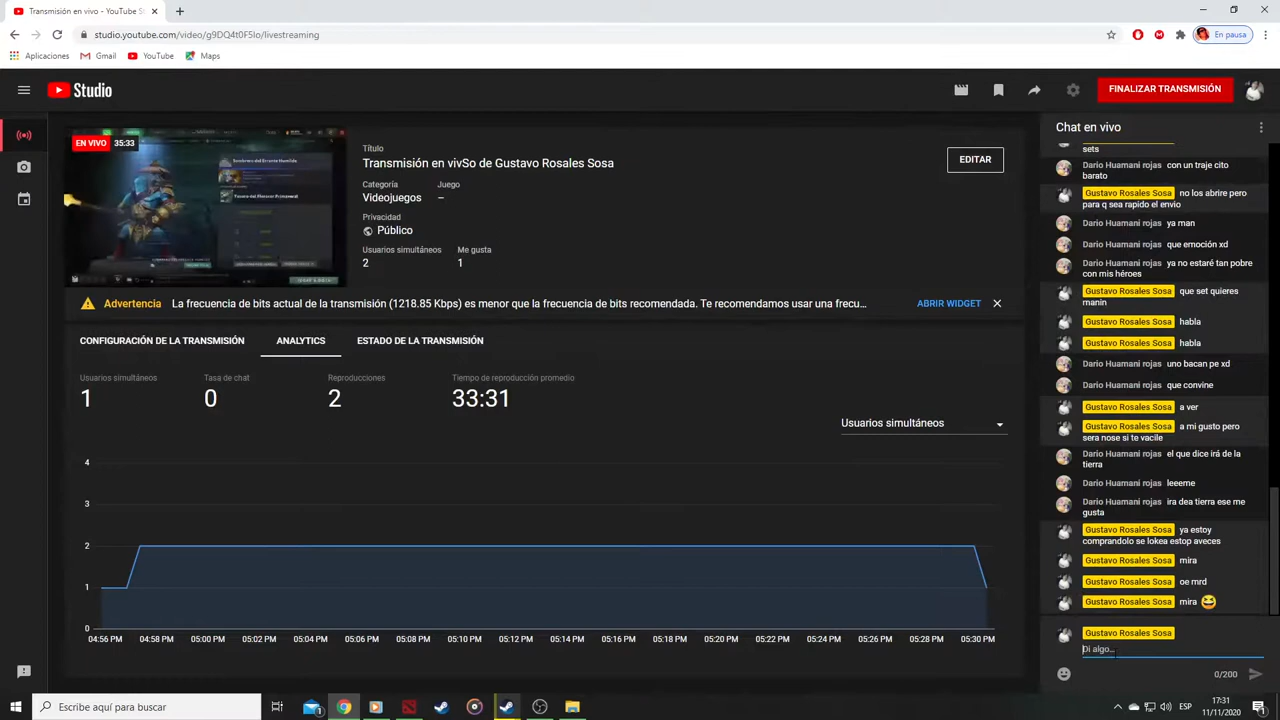 Transmisión en vivo - YouTube S
studio.youtube.com/video/g9DQ4t0F5Io/livestreaming
En pausa
Aplicaciones
Gmail
YouTube
Maps
Studio
FINALIZAR TRANSMISIÓN
EN VIVO 35:33
Título
Transmisión en vivSo de Gustavo Rosales Sosa
EDITAR
Categoría
Juego
Videojuegos
–
Privacidad
Público
Usuarios simultáneos
Me gusta
2
1
Advertencia
La frecuencia de bits actual de la transmisión (1218.85 Kbps) es menor que la frecuencia de bits recomendada. Te recomendamos usar una frecu...
ABRIR WIDGET
CONFIGURACIÓN DE LA TRANSMISIÓN
ANALYTICS
ESTADO DE LA TRANSMISIÓN
Usuarios simultáneos
Tasa de chat
Reproducciones
Tiempo de reproducción promedio
1
0
2
33:31
Usuarios simultáneos
4
3
2
1
0
04:56 PM 04:58 PM 05:00 PM 05:02 PM 05:04 PM 05:06 PM 05:08 PM 05:10 PM 05:12 PM 05:14 PM 05:16 PM 05:18 PM 05:20 PM 05:22 PM 05:24 PM 05:26 PM 05:28 PM 05:30 PM
Chat en vivo
sets
Dario Huamani rojas con un traje cito
barato
Gustavo Rosales Sosa no los abrire pero
para q sea rapido el envio
Dario Huamani rojas ya man
Dario Huamani rojas que emoción xd
Dario Huamani rojas ya no estaré tan pobre
con mis héroes
Gustavo Rosales Sosa que set quieres
manin
Gustavo Rosales Sosa habla
Gustavo Rosales Sosa habla
Dario Huamani rojas uno bacan pe xd
Dario Huamani rojas que convine
Gustavo Rosales Sosa a ver
Gustavo Rosales Sosa a mi gusto pero
sera nose si te vacile
Dario Huamani rojas el que dice irá de la
tierra
Dario Huamani rojas leeeme
Dario Huamani rojas ira dea tierra ese me
gusta
Gustavo Rosales Sosa ya estoy
comprandolo se lokea estop aveces
Gustavo Rosales Sosa mira
Gustavo Rosales Sosa oe mrd
Gustavo Rosales Sosa mira 😆
Gustavo Rosales Sosa
Di algo...
0/200
Escribe aquí para buscar
ESP
17:31
11/11/2020